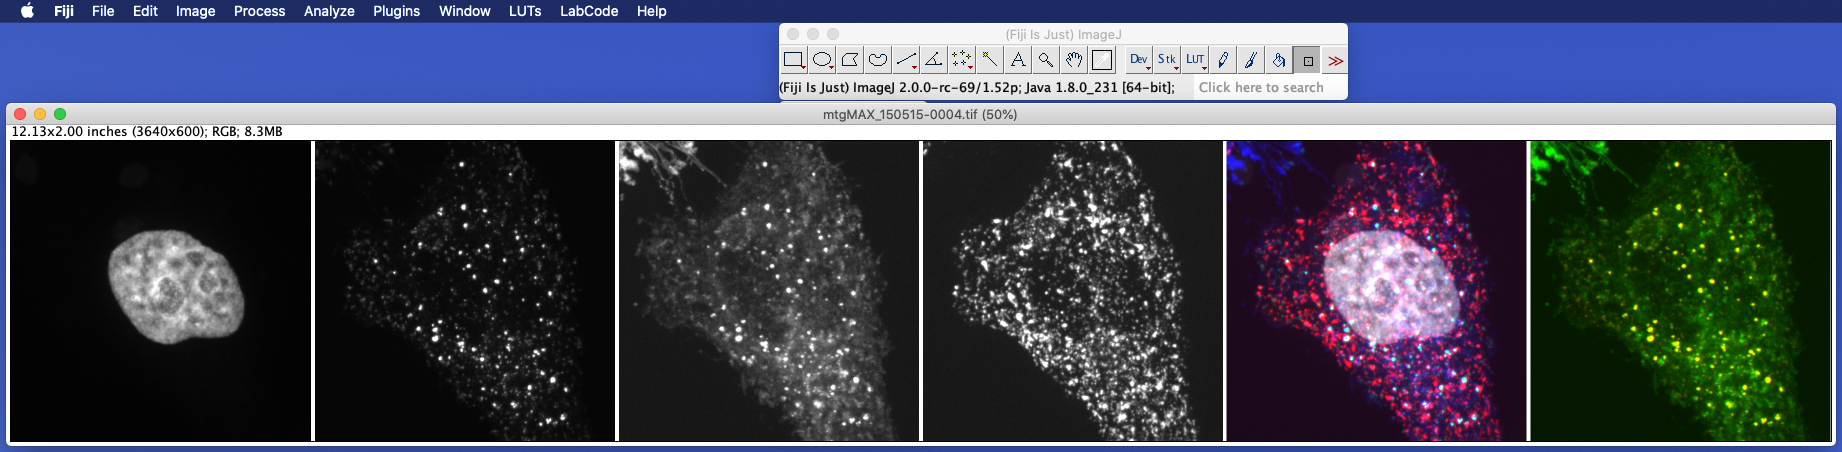 Fiji File Edit Image Process Analyze Plugins Window LUTs LabCode Help
(Fiji Is Just) ImageJ
A Dev Stk LUT >>
(Fiji Is Just) ImageJ 2.0.0-rc-69/1.52p; Java 1.8.0_231 [64-bit]; Click here to search
mtgMAX_150515-0004.tif (50%)
12.13x2.00 inches (3640x600); RGB; 8.3MB